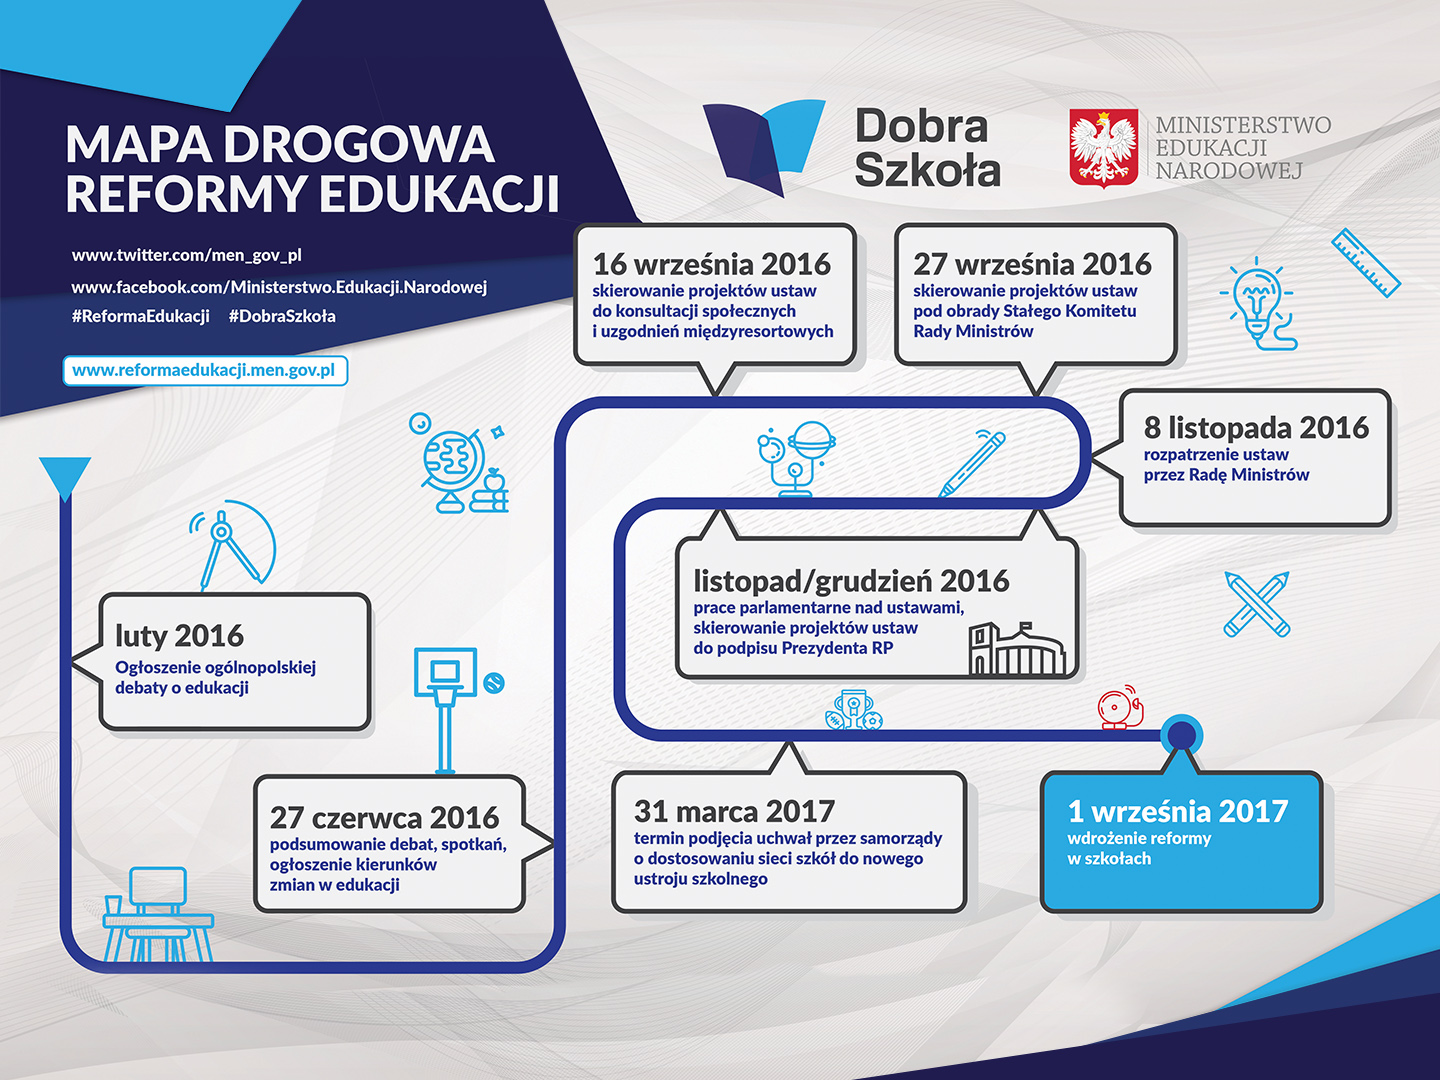 MAPA DROGOWA
REFORMY EDUKACJI
www.twitter.com/men_gov_pl
www.facebook.com/Ministerstwo.Edukacji.Narodowej
#ReformaEdukacji #DobraSzkoła
www.reformaedukacji.men.gov.pl
Dobra
Szkoła
MINISTERSTWO
EDUKACJI
NARODOWEJ
luty 2016
Ogłoszenie ogólnopolskiej
debaty o edukacji
27 czerwca 2016
podsumowanie debat, spotkań,
ogłoszenie kierunków
zmian w edukacji
16 września 2016
skierowanie projektów ustaw
do konsultacji społecznych
i uzgodnień międzyresortowych
27 września 2016
skierowanie projektów ustaw
pod obrady Stałego Komitetu
Rady Ministrów
8 listopada 2016
rozpatrzenie ustaw
przez Radę Ministrów
listopad/grudzień 2016
prace parlamentarne nad ustawami,
skierowanie projektów ustaw
do podpisu Prezydenta RP
31 marca 2017
termin podjęcia uchwał przez samorządy
o dostosowaniu sieci szkół do nowego
ustroju szkolnego
1 września 2017
wdrożenie reformy
w szkołach